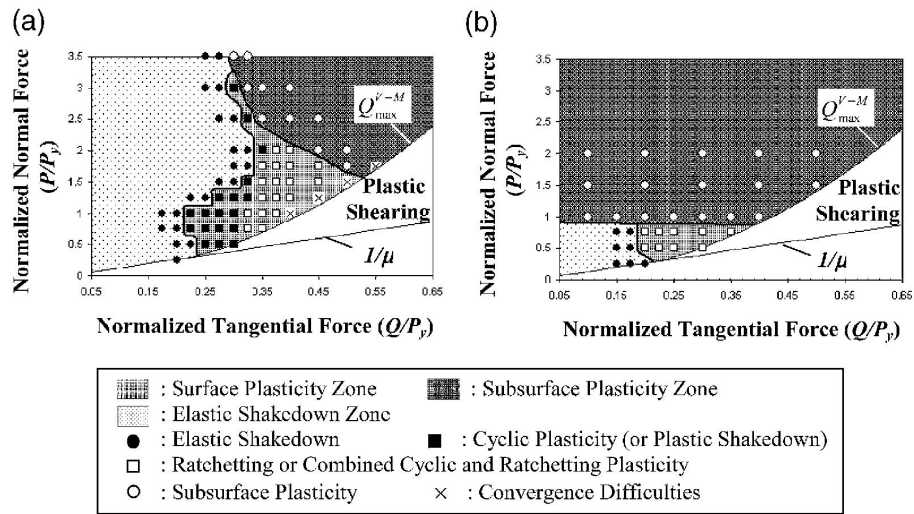 (a)
Normalized Normal Force
(P/Py)
3.5
3
2.5
2
1.5
1
0.5
0
0.05
0.15
0.25
0.35
0.45
0.55
0.65
Q max V−M
Plastic
Shearing
1/μ
Normalized Tangential Force (Q/Py)
(b)
Normalized Normal Force
(P/Py)
3.5
3
2.5
2
1.5
1
0.5
0
0.05
0.15
0.25
0.35
0.45
0.55
0.65
Q max V−M
Plastic
Shearing
1/μ
Normalized Tangential Force (Q/Py)
: Surface Plasticity Zone : Subsurface Plasticity Zone
: Elastic Shakedown Zone
: Elastic Shakedown : Cyclic Plasticity (or Plastic Shakedown)
: Ratchetting or Combined Cyclic and Ratchetting Plasticity
: Subsurface Plasticity : Convergence Difficulties